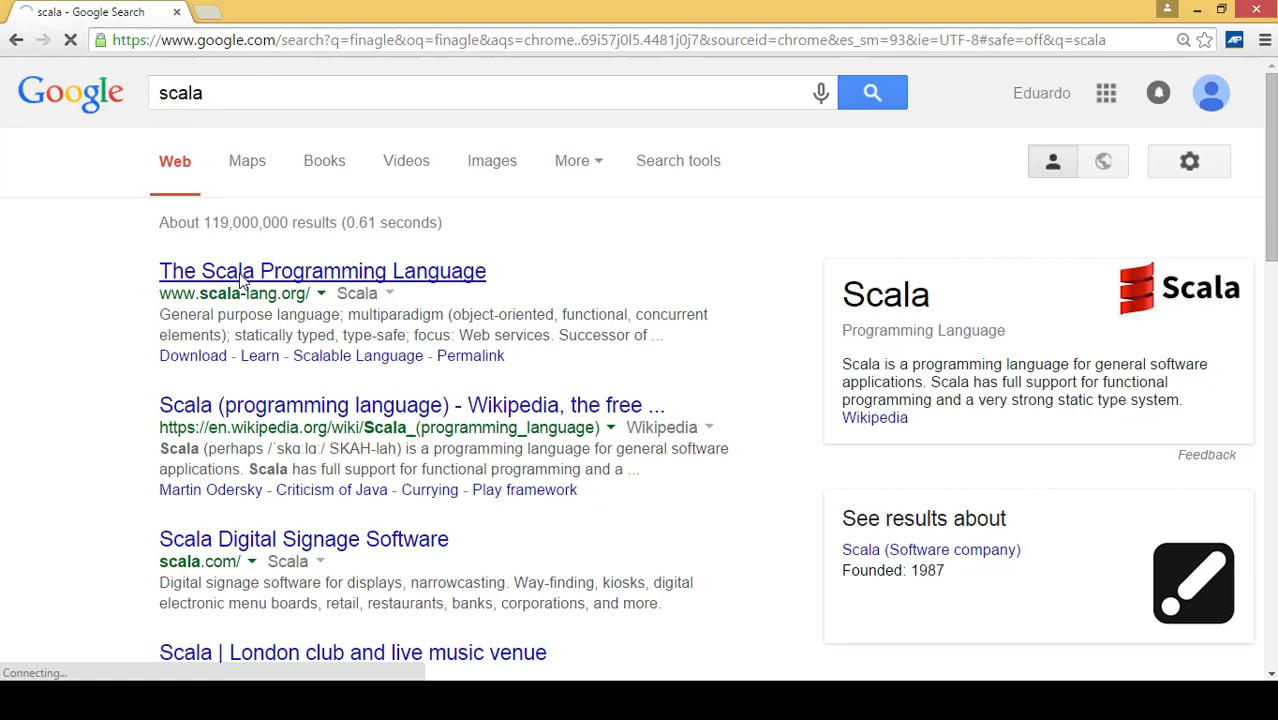 scala - Google Search
https://www.google.com/search?q=finagle&oq=finagle&aqs=chrome..69i57j0l5.4481j0j7&sourceid=chrome&es_sm=93&ie=UTF-8#safe=off&q=scala
Google
scala
Eduardo
Web Maps Books Videos Images More Search tools
About 119,000,000 results (0.61 seconds)
The Scala Programming Language
www.scala-lang.org/ Scala
General purpose language; multiparadigm (object-oriented, functional, concurrent
elements); statically typed, type-safe; focus: Web services. Successor of ...
Download - Learn - Scalable Language - Permalink
Scala (programming language) - Wikipedia, the free ...
https://en.wikipedia.org/wiki/Scala_(programming_language) Wikipedia
Scala (perhaps /ˈskɑːlɑː/ SKAH-lah) is a programming language for general software
applications. Scala has full support for functional programming and a ...
Martin Odersky - Criticism of Java - Currying - Play framework
Scala Digital Signage Software
scala.com/ Scala
Digital signage software for displays, narrowcasting. Way-finding, kiosks, digital
electronic menu boards, retail, restaurants, banks, corporations, and more.
Scala | London club and live music venue
Scala
Scala
Programming Language
Scala is a programming language for general software
applications. Scala has full support for functional
programming and a very strong static type system.
Wikipedia
Feedback
See results about
Scala (Software company)
Founded: 1987
Connecting...